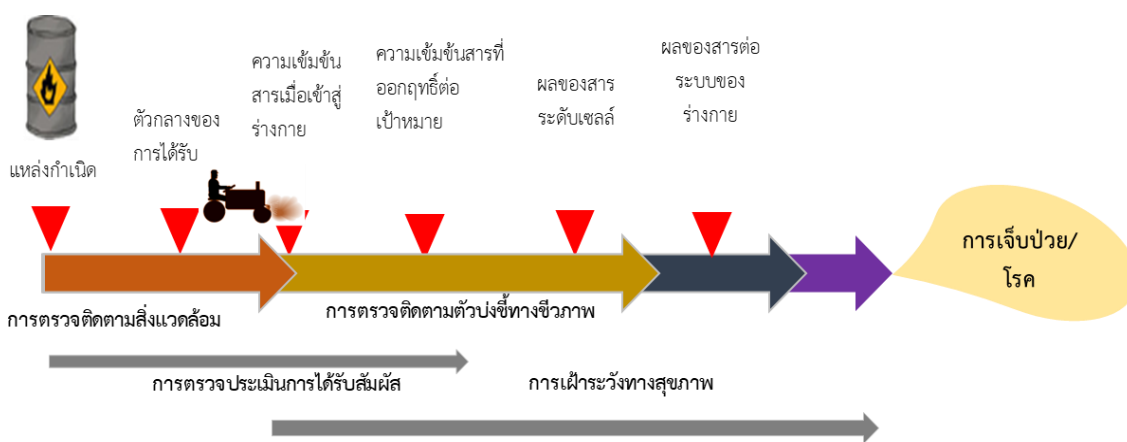 แหล่งกำเนิด
ตัวกลางของ
การได้รับ
ความเข้มข้น
สารเมื่อเข้าสู่
ร่างกาย
ความเข้มข้นสารที่
ออกฤทธิ์ต่อ
เป้าหมาย
ผลของสาร
ระดับเซลล์
ผลของสารต่อ
ระบบของ
ร่างกาย
การเจ็บป่วย/
โรค
การตรวจติดตามสิ่งแวดล้อม
การตรวจติดตามตัวบ่งชี้ทางชีวภาพ
การตรวจประเมินการได้รับสัมผัส
การเฝ้าระวังทางสุขภาพ